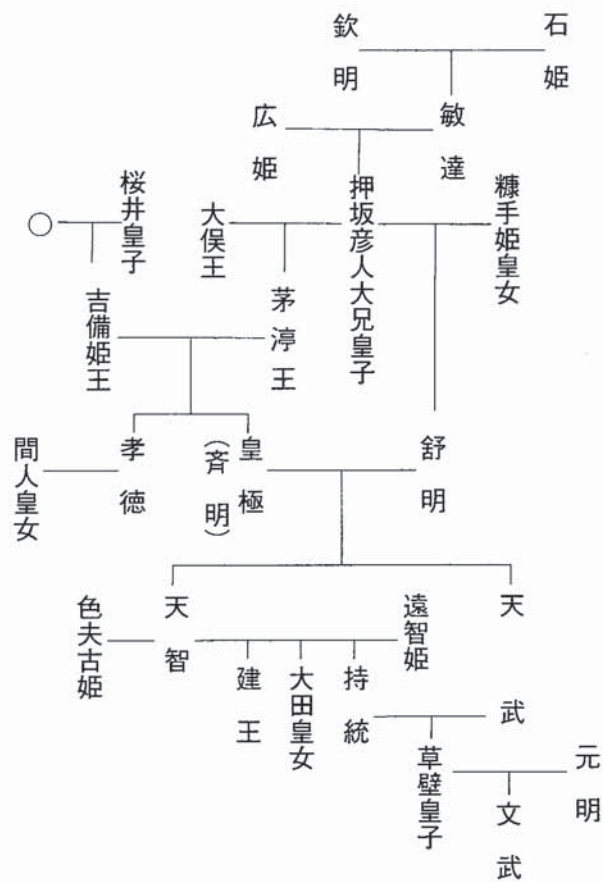 石姫
欽明
敏達
広姫
糠手姫皇女
押坂彦人大兄皇子
大俣王
桜井皇子
茅渟王
吉備姫王
舒明
皇極
(斉明)
孝徳
間人皇女
天武
遠智姫
天智
色夫古姫
持統
大田皇女
建王
元明
草壁皇子
文武